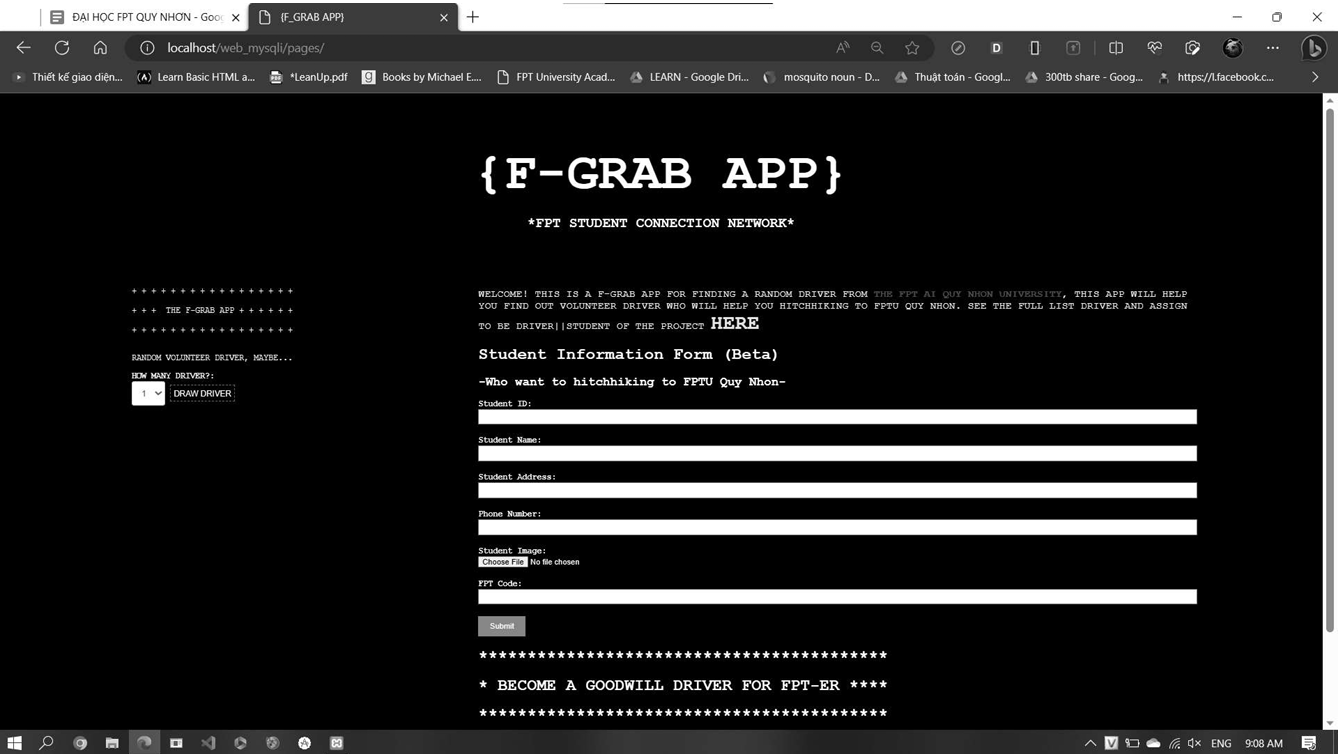 ĐẠI HỌC FPT QUY NHƠN - Goo
{F_GRAB APP}
localhost/web_mysqli/pages/
Thiết kế giao diện...
Learn Basic HTML a...
*LeanUp.pdf
Books by Michael E....
FPT University Acad...
LEARN - Google Dri...
mosquito noun - D...
Thuật toán - Googl...
300tb share - Goog...
https://l.facebook.c...
{F-GRAB APP}
*FPT STUDENT CONNECTION NETWORK*
+ + + + + + + + + + + + + + + + +
+ + + THE F-GRAB APP + + + + + +
+ + + + + + + + + + + + + + + + +
RANDOM VOLUNTEER DRIVER, MAYBE...
HOW MANY DRIVER?:
1
DRAW DRIVER
WELCOME! THIS IS A F-GRAB APP FOR FINDING A RANDOM DRIVER FROM THE FPT AI QUY NHON UNIVERSITY, THIS APP WILL HELP
YOU FIND OUT VOLUNTEER DRIVER WHO WILL HELP YOU HITCHHIKING TO FPTU QUY NHON. SEE THE FULL LIST DRIVER AND ASSIGN
TO BE DRIVER||STUDENT OF THE PROJECT HERE
Student Information Form (Beta)
-Who want to hitchhiking to FPTU Quy Nhon-
Student ID:
Student Name:
Student Address:
Phone Number:
Student Image:
Choose File No file chosen
FPT Code:
Submit
******************************************
* BECOME A GOODWILL DRIVER FOR FPT-ER ****
******************************************
ENG
9:08 AM